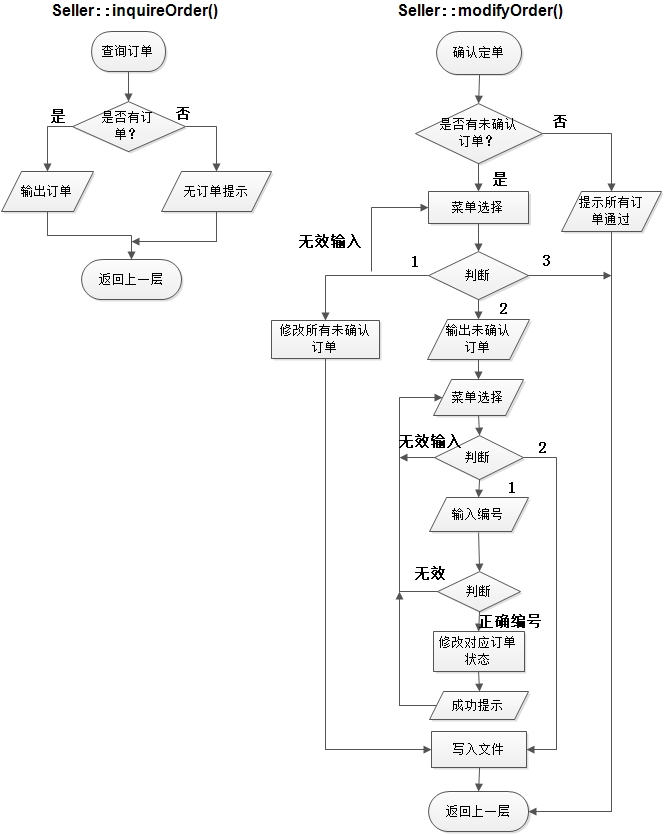 Seller::inquireOrder()
查询订单
是否有订
单？
是
否
输出订单
无订单提示
返回上一层
Seller::modifyOrder()
确认定单
是否有未确认
订单？
否
是
菜单选择
提示所有订
单通过
无效输入
1
判断
3
2
修改所有未确认
订单
输出未确认
订单
菜单选择
无效输入
判断
2
1
输入编号
无效
判断
正确编号
修改对应订单
状态
成功提示
写入文件
返回上一层